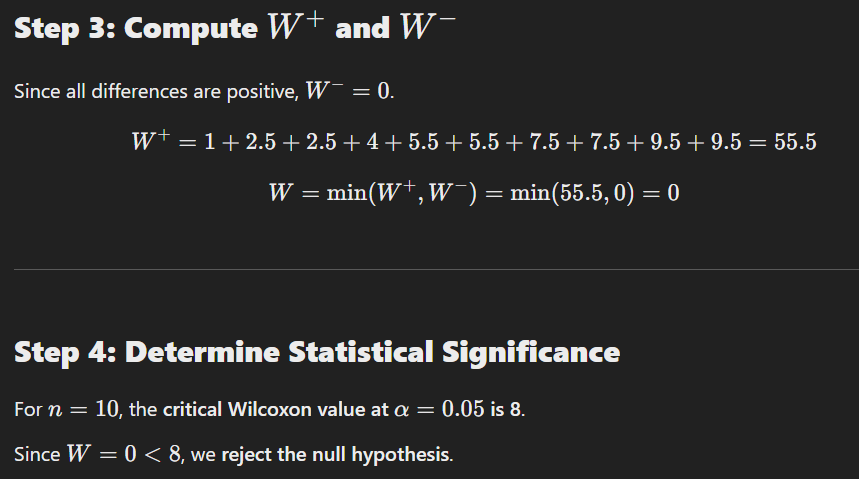 Step 3: Compute W⁺ and W⁻
Since all differences are positive, W⁻ = 0.
W⁺ = 1 + 2.5 + 2.5 + 4 + 5.5 + 5.5 + 7.5 + 7.5 + 9.5 + 9.5 = 55.5
W = min(W⁺, W⁻) = min(55.5, 0) = 0
Step 4: Determine Statistical Significance
For n = 10, the critical Wilcoxon value at α = 0.05 is 8.
Since W = 0 < 8, we reject the null hypothesis.